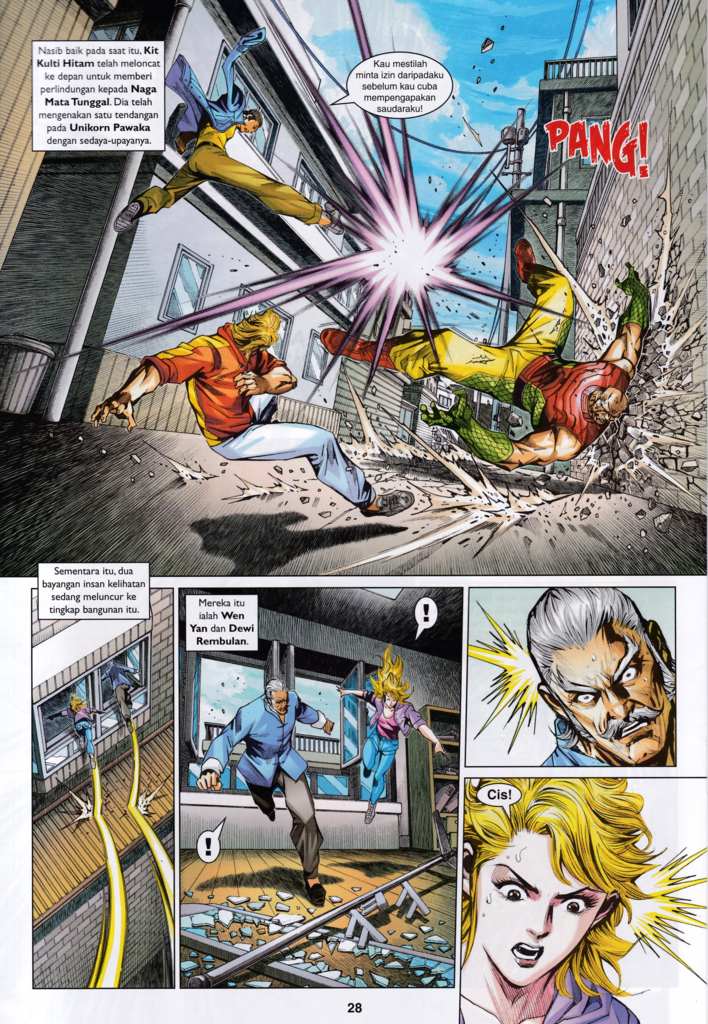 Nasib baik pada saat itu, Kit
Kulti Hitam telah meloncat
ke depan untuk memberi
perlindungan kepada Naga
Mata Tunggal. Dia telah
mengenakan satu tendangan
pada Unikorn Pawaka
dengan sedaya-upayanya.
Kau mestilah
minta izin daripadaku
sebelum kau cuba
mempengapakan
saudaraku!
PANG!
Sementara itu, dua
bayangan insan kelihatan
sedang meluncur ke
tingkap bangunan itu.
Mereka itu
ialah Wen
Yan dan Dewi
Rembulan.
!
!
Cis!
28